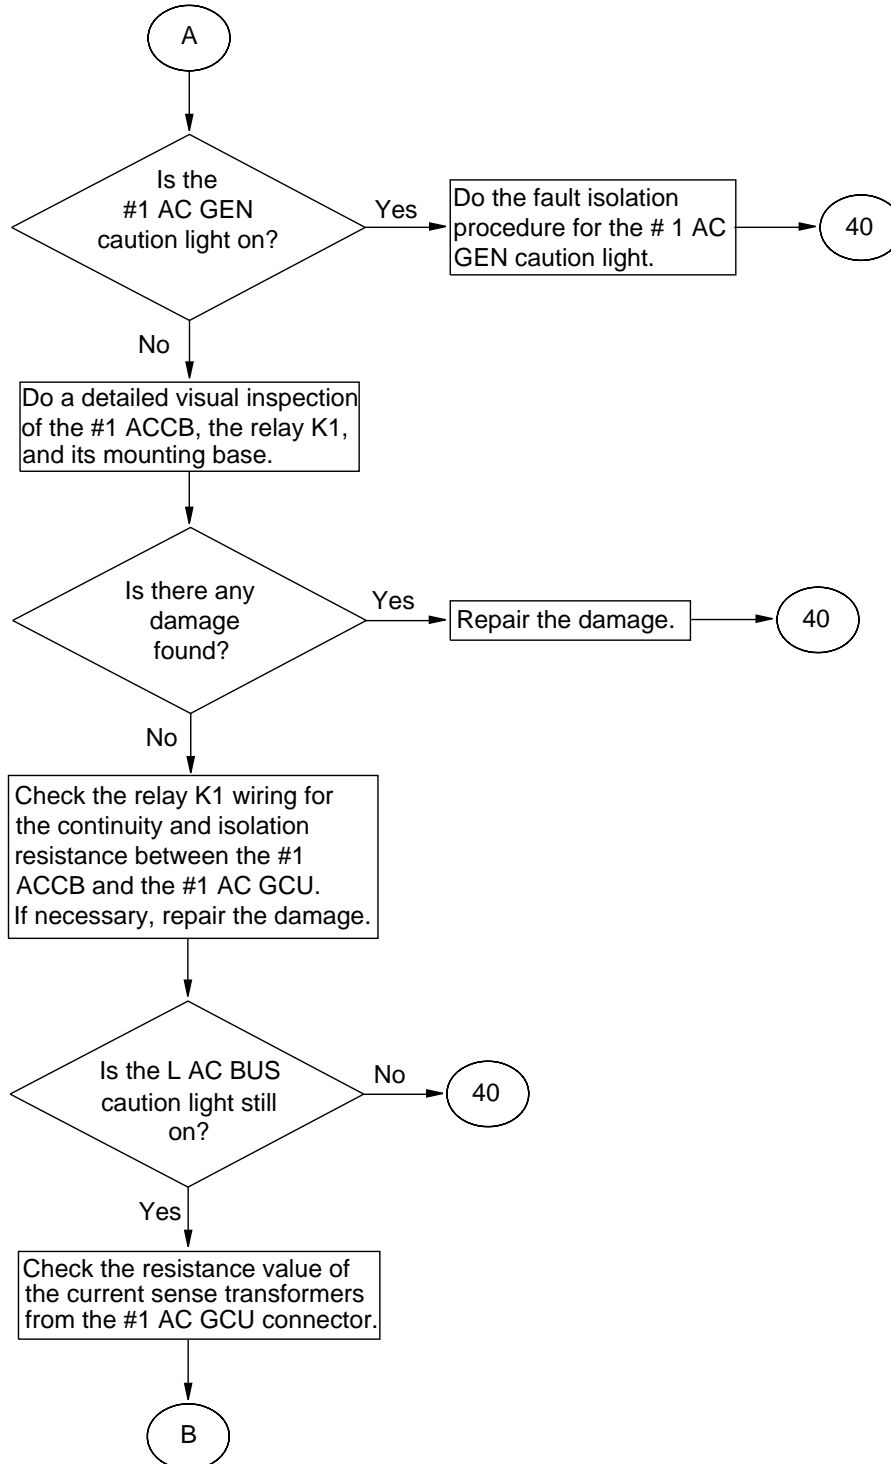 A
Is the
#1 AC GEN
caution light on?
Yes
Do the fault isolation
procedure for the # 1 AC
GEN caution light.
40
No
Do a detailed visual inspection
of the #1 ACCB, the relay K1,
and its mounting base.
Is there any
damage
found?
Yes
Repair the damage.
40
No
Check the relay K1 wiring for
the continuity and isolation
resistance between the #1
ACCB and the #1 AC GCU.
If necessary, repair the damage.
Is the L AC BUS
caution light still
on?
No
40
Yes
Check the resistance value of
the current sense transformers
from the #1 AC GCU connector.
B